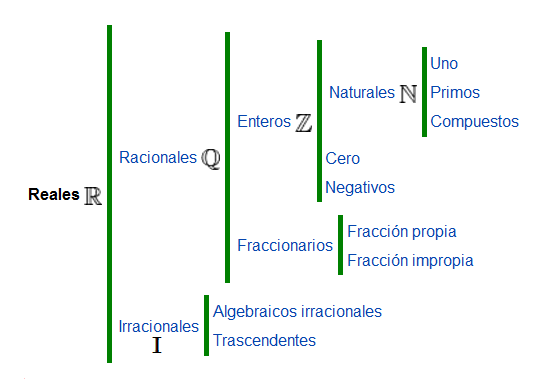 Uno
Naturales ℕ
Primos
Compuestos
Enteros ℤ
Racionales ℚ
Cero
Negativos
Reales ℝ
Fracción propia
Fraccionarios
Fracción impropia
Algebraicos irracionales
Irracionales
𝐈
Trascendentes